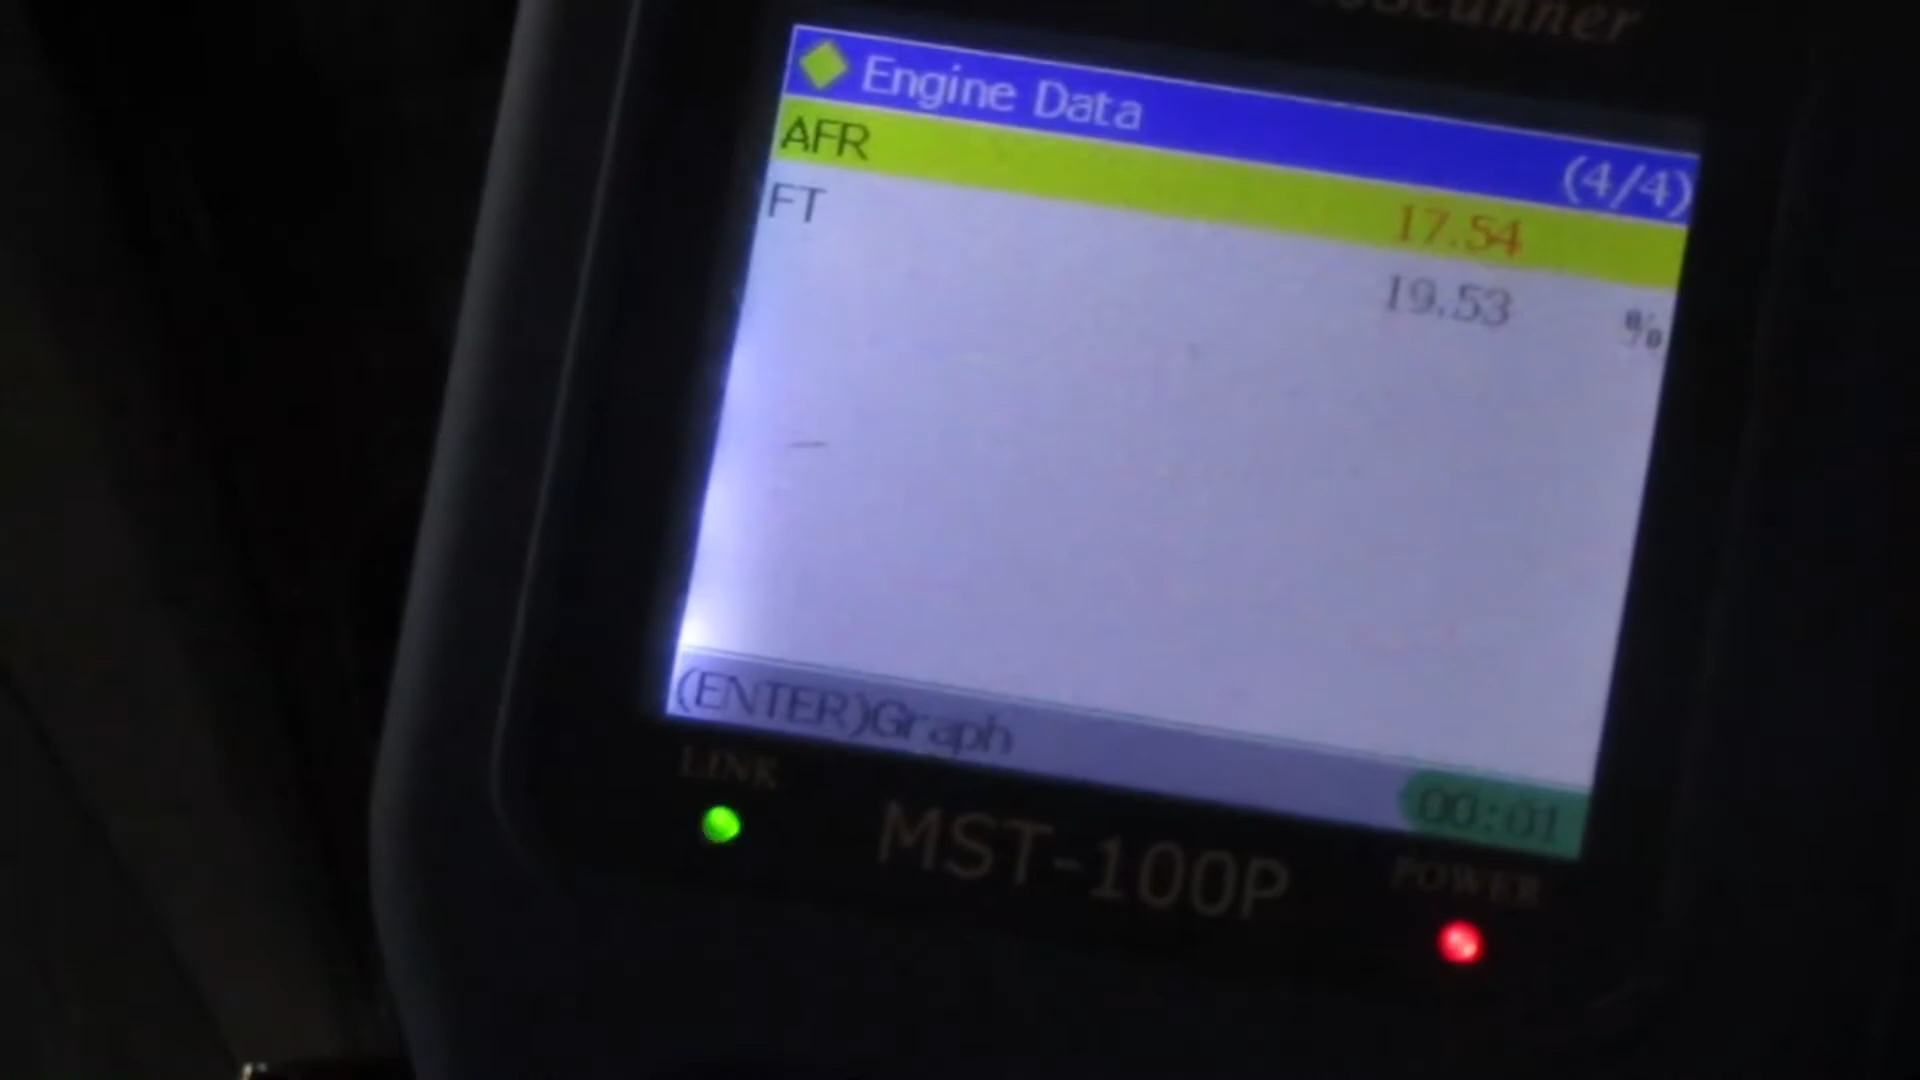 Engine Data
(4/4)
AFR 17.54
FT 19.53 %
(ENTER)Graph
00:01
LINK
MST-100P
POWER